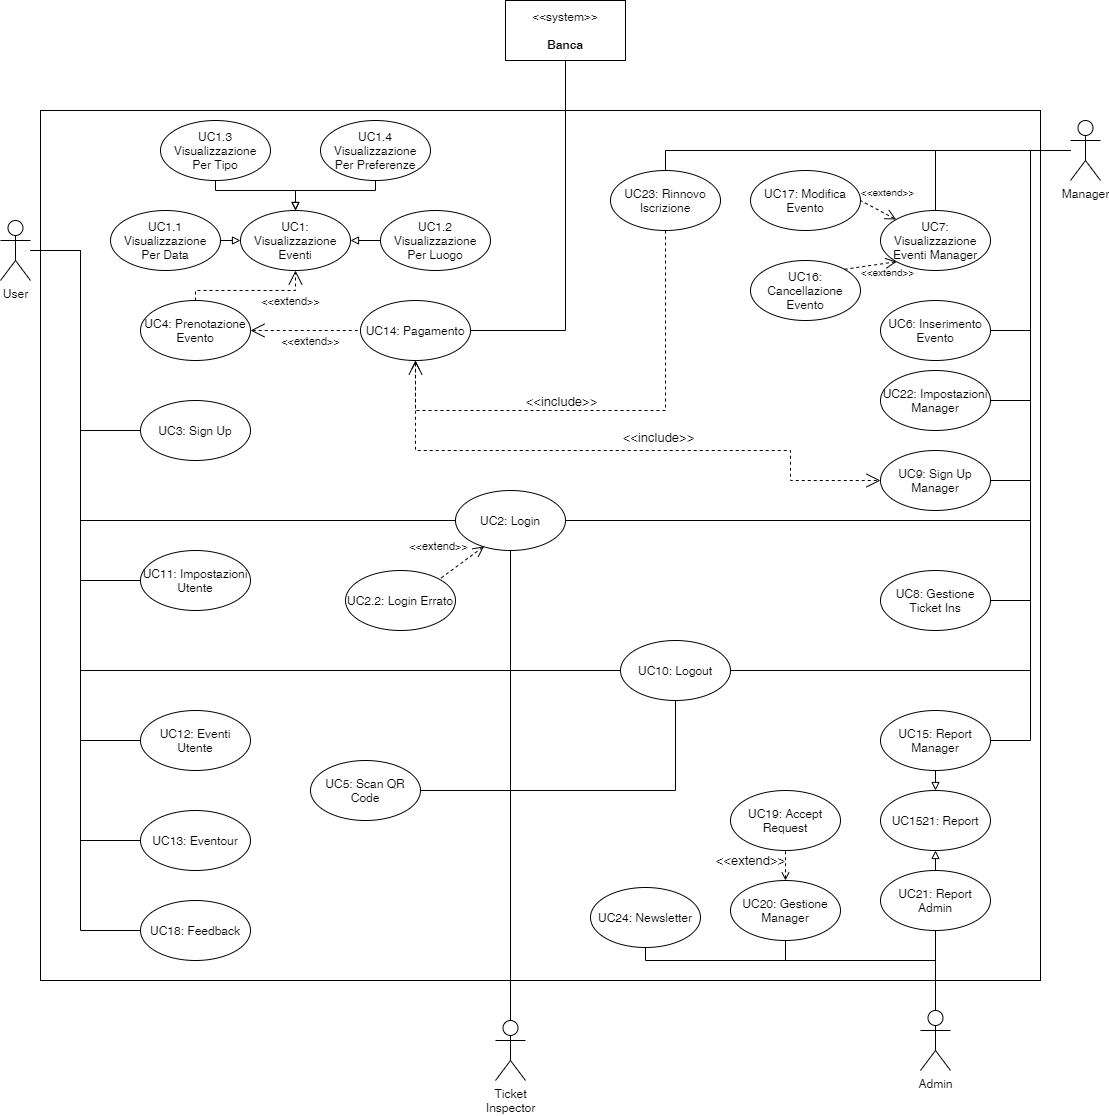 <<system>>
Banca
UC1.3
Visualizzazione
Per Tipo
UC1.4
Visualizzazione
Per Preferenze
Manager
UC23: Rinnovo
Iscrizione
UC17: Modifica
Evento
<<extend>>
UC7:
Visualizzazione
Eventi Manager
User
UC1.1
Visualizzazione
Per Data
UC1:
Visualizzazione
Eventi
UC1.2
Visualizzazione
Per Luogo
UC16:
Cancellazione
Evento
<<extend>>
<<extend>>
UC4: Prenotazione
Evento
<<extend>>
UC14: Pagamento
UC6: Inserimento
Evento
<<include>>
UC22: Impostazioni
Manager
UC3: Sign Up
<<include>>
UC9: Sign Up
Manager
UC2: Login
<<extend>>
UC11: Impostazioni
Utente
UC2.2: Login Errato
UC8: Gestione
Ticket Ins
UC10: Logout
UC12: Eventi
Utente
UC15: Report
Manager
UC5: Scan QR
Code
UC19: Accept
Request
UC1521: Report
UC13: Eventour
<<extend>>
UC24: Newsletter
UC20: Gestione
Manager
UC21: Report
Admin
UC18: Feedback
Ticket
Inspector
Admin